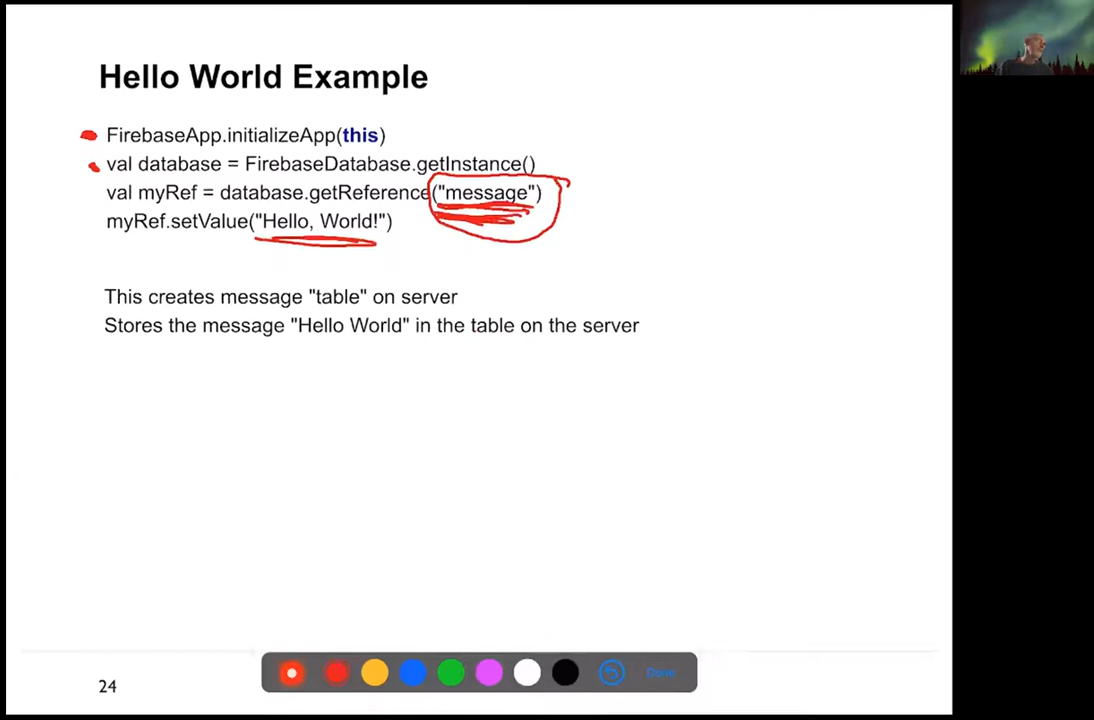 Hello World Example
FirebaseApp.initializeApp(this)
val database = FirebaseDatabase.getInstance()
val myRef = database.getReference("message")
myRef.setValue("Hello, World!")
This creates message "table" on server
Stores the message "Hello World" in the table on the server
24
Done